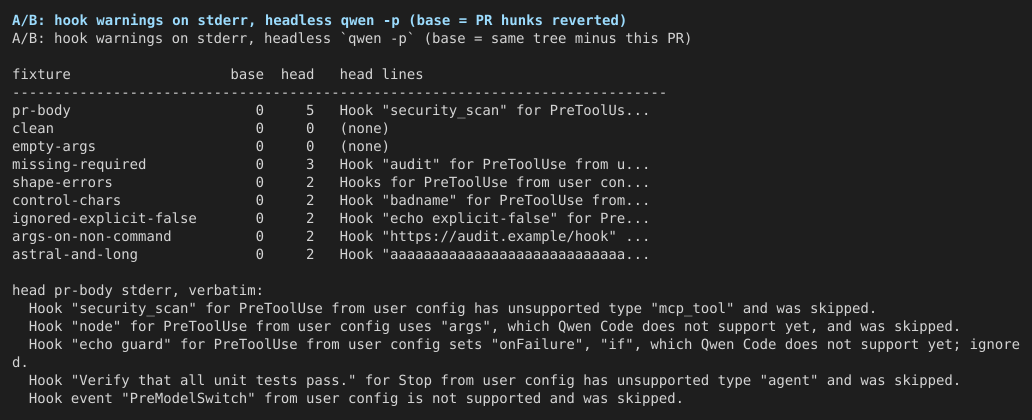 A/B: hook warnings on stderr, headless qwen -p (base = PR hunks reverted)
A/B: hook warnings on stderr, headless `qwen -p` (base = same tree minus this PR)
fixture base head head lines
------------------------------------------------------------------------------
pr-body 0 5 Hook "security_scan" for PreToolUs...
clean 0 0 (none)
empty-args 0 0 (none)
missing-required 0 3 Hook "audit" for PreToolUse from u...
shape-errors 0 2 Hooks for PreToolUse from user con...
control-chars 0 2 Hook "badname" for PreToolUse from...
ignored-explicit-false 0 2 Hook "echo explicit-false" for Pre...
args-on-non-command 0 2 Hook "https://audit.example/hook" ...
astral-and-long 0 2 Hook "aaaaaaaaaaaaaaaaaaaaaaaaaaaa...
head pr-body stderr, verbatim:
Hook "security_scan" for PreToolUse from user config has unsupported type "mcp_tool" and was skipped.
Hook "node" for PreToolUse from user config uses "args", which Qwen Code does not support yet, and was skipped.
Hook "echo guard" for PreToolUse from user config sets "onFailure", "if", which Qwen Code does not support yet; ignore
d.
Hook "Verify that all unit tests pass." for Stop from user config has unsupported type "agent" and was skipped.
Hook event "PreModelSwitch" from user config is not supported and was skipped.